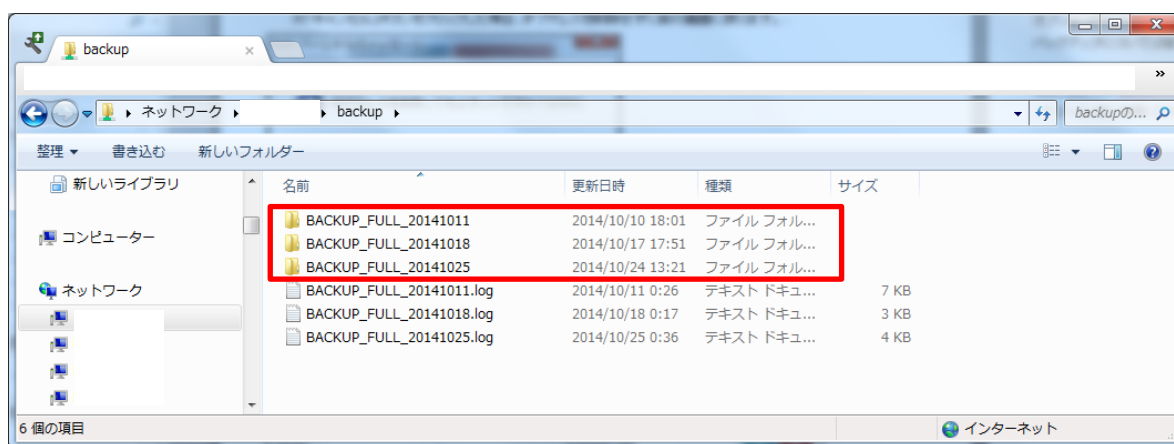 backup
»
ネットワーク backup backupの...
整理 書き込む 新しいフォルダー
新しいライブラリ
コンピューター
ネットワーク
名前 更新日時 種類 サイズ
BACKUP_FULL_20141011 2014/10/10 18:01 ファイル フォル...
BACKUP_FULL_20141018 2014/10/17 17:51 ファイル フォル...
BACKUP_FULL_20141025 2014/10/24 13:21 ファイル フォル...
BACKUP_FULL_20141011.log 2014/10/11 0:26 テキスト ドキュ... 7 KB
BACKUP_FULL_20141018.log 2014/10/18 0:17 テキスト ドキュ... 3 KB
BACKUP_FULL_20141025.log 2014/10/25 0:36 テキスト ドキュ... 4 KB
6 個の項目 インターネット